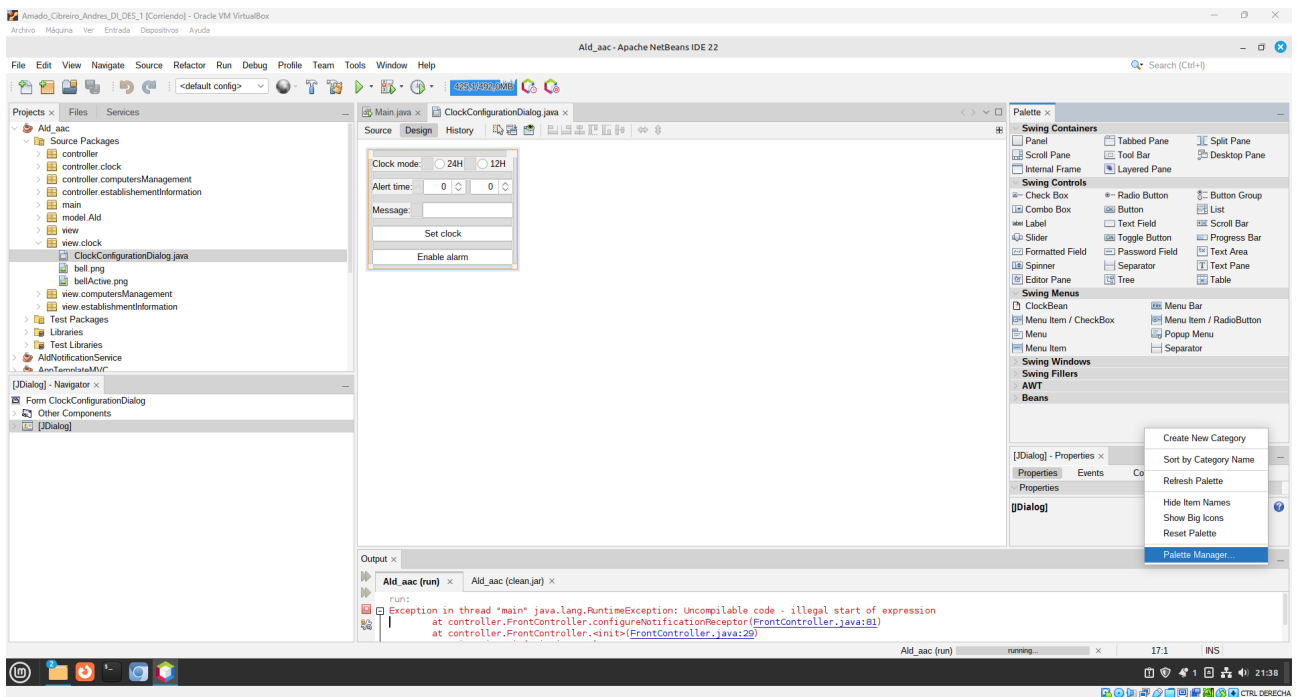 Amado_Cibreiro_Andres_DI_DES_1 [Corriendo] - Oracle VM VirtualBox
Archivo Máquina Ver Entrada Dispositivos Ayuda
Ald_aac - Apache NetBeans IDE 22
File Edit View Navigate Source Refactor Run Debug Profile Team Tools Window Help
Search (Ctrl+I)
<default config>
425,1/492,0MiB
Projects × Files Services
Ald_aac
Source Packages
controller
controller.clock
controller.computersManagement
controller.establishementInformation
main
model.Ald
view
view.clock
ClockConfigurationDialog.java
bell.png
bellActive.png
view.computersManagement
view.establishmentInformation
Test Packages
Libraries
Test Libraries
AldNotificationService
AppTemplateMVC
[JDialog] - Navigator ×
Form ClockConfigurationDialog
Other Components
[JDialog]
Main.java × ClockConfigurationDialog.java ×
Source Design History
Clock mode: 24H 12H
Alert time: 0 0
Message:
Set clock
Enable alarm
Palette ×
Swing Containers
Panel Tabbed Pane Split Pane
Scroll Pane Tool Bar Desktop Pane
Internal Frame Layered Pane
Swing Controls
Check Box Radio Button Button Group
Combo Box Button List
Label Text Field Scroll Bar
Slider Toggle Button Progress Bar
Formatted Field Password Field Text Area
Spinner Separator Text Pane
Editor Pane Tree Table
Swing Menus
ClockBean Menu Bar
Menu Item / CheckBox Menu Item / RadioButton
Menu Popup Menu
Menu Item Separator
Swing Windows
Swing Fillers
AWT
Beans
Create New Category
Sort by Category Name
Refresh Palette
Hide Item Names
Show Big Icons
Reset Palette
Palette Manager...
[JDialog] - Properties ×
Properties Events Co
Properties
[JDialog]
Output ×
Ald_aac (run) × Ald_aac (clean,jar) ×
run:
Exception in thread "main" java.lang.RuntimeException: Uncompilable code - illegal start of expression
at controller.FrontController.configureNotificationReceptor(FrontController.java:81)
at controller.FrontController.<init>(FrontController.java:29)
Ald_aac (run) running... × 17:1 INS
2
1 21:38
CTRL DERECHA